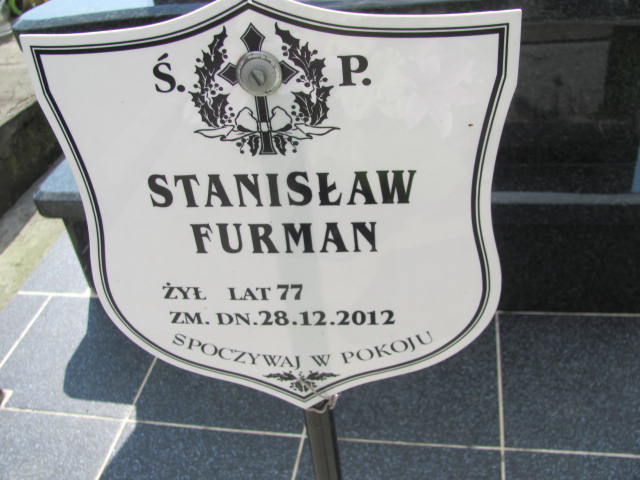 Ś. P.
STANISŁAW
FURMAN
ŻYŁ LAT 77
ZM. DN. 28.12.2012
SPOCZYWAJ W POKOJU